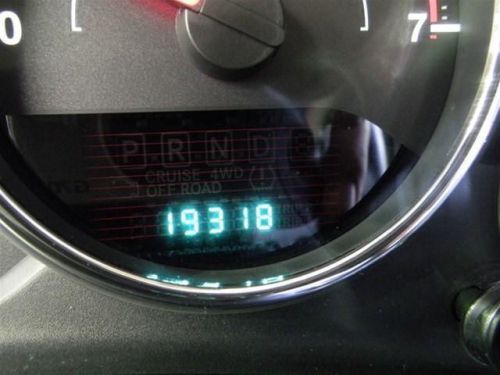 0 7
P R N D
CRUISE 4WD
OFF ROAD
19318